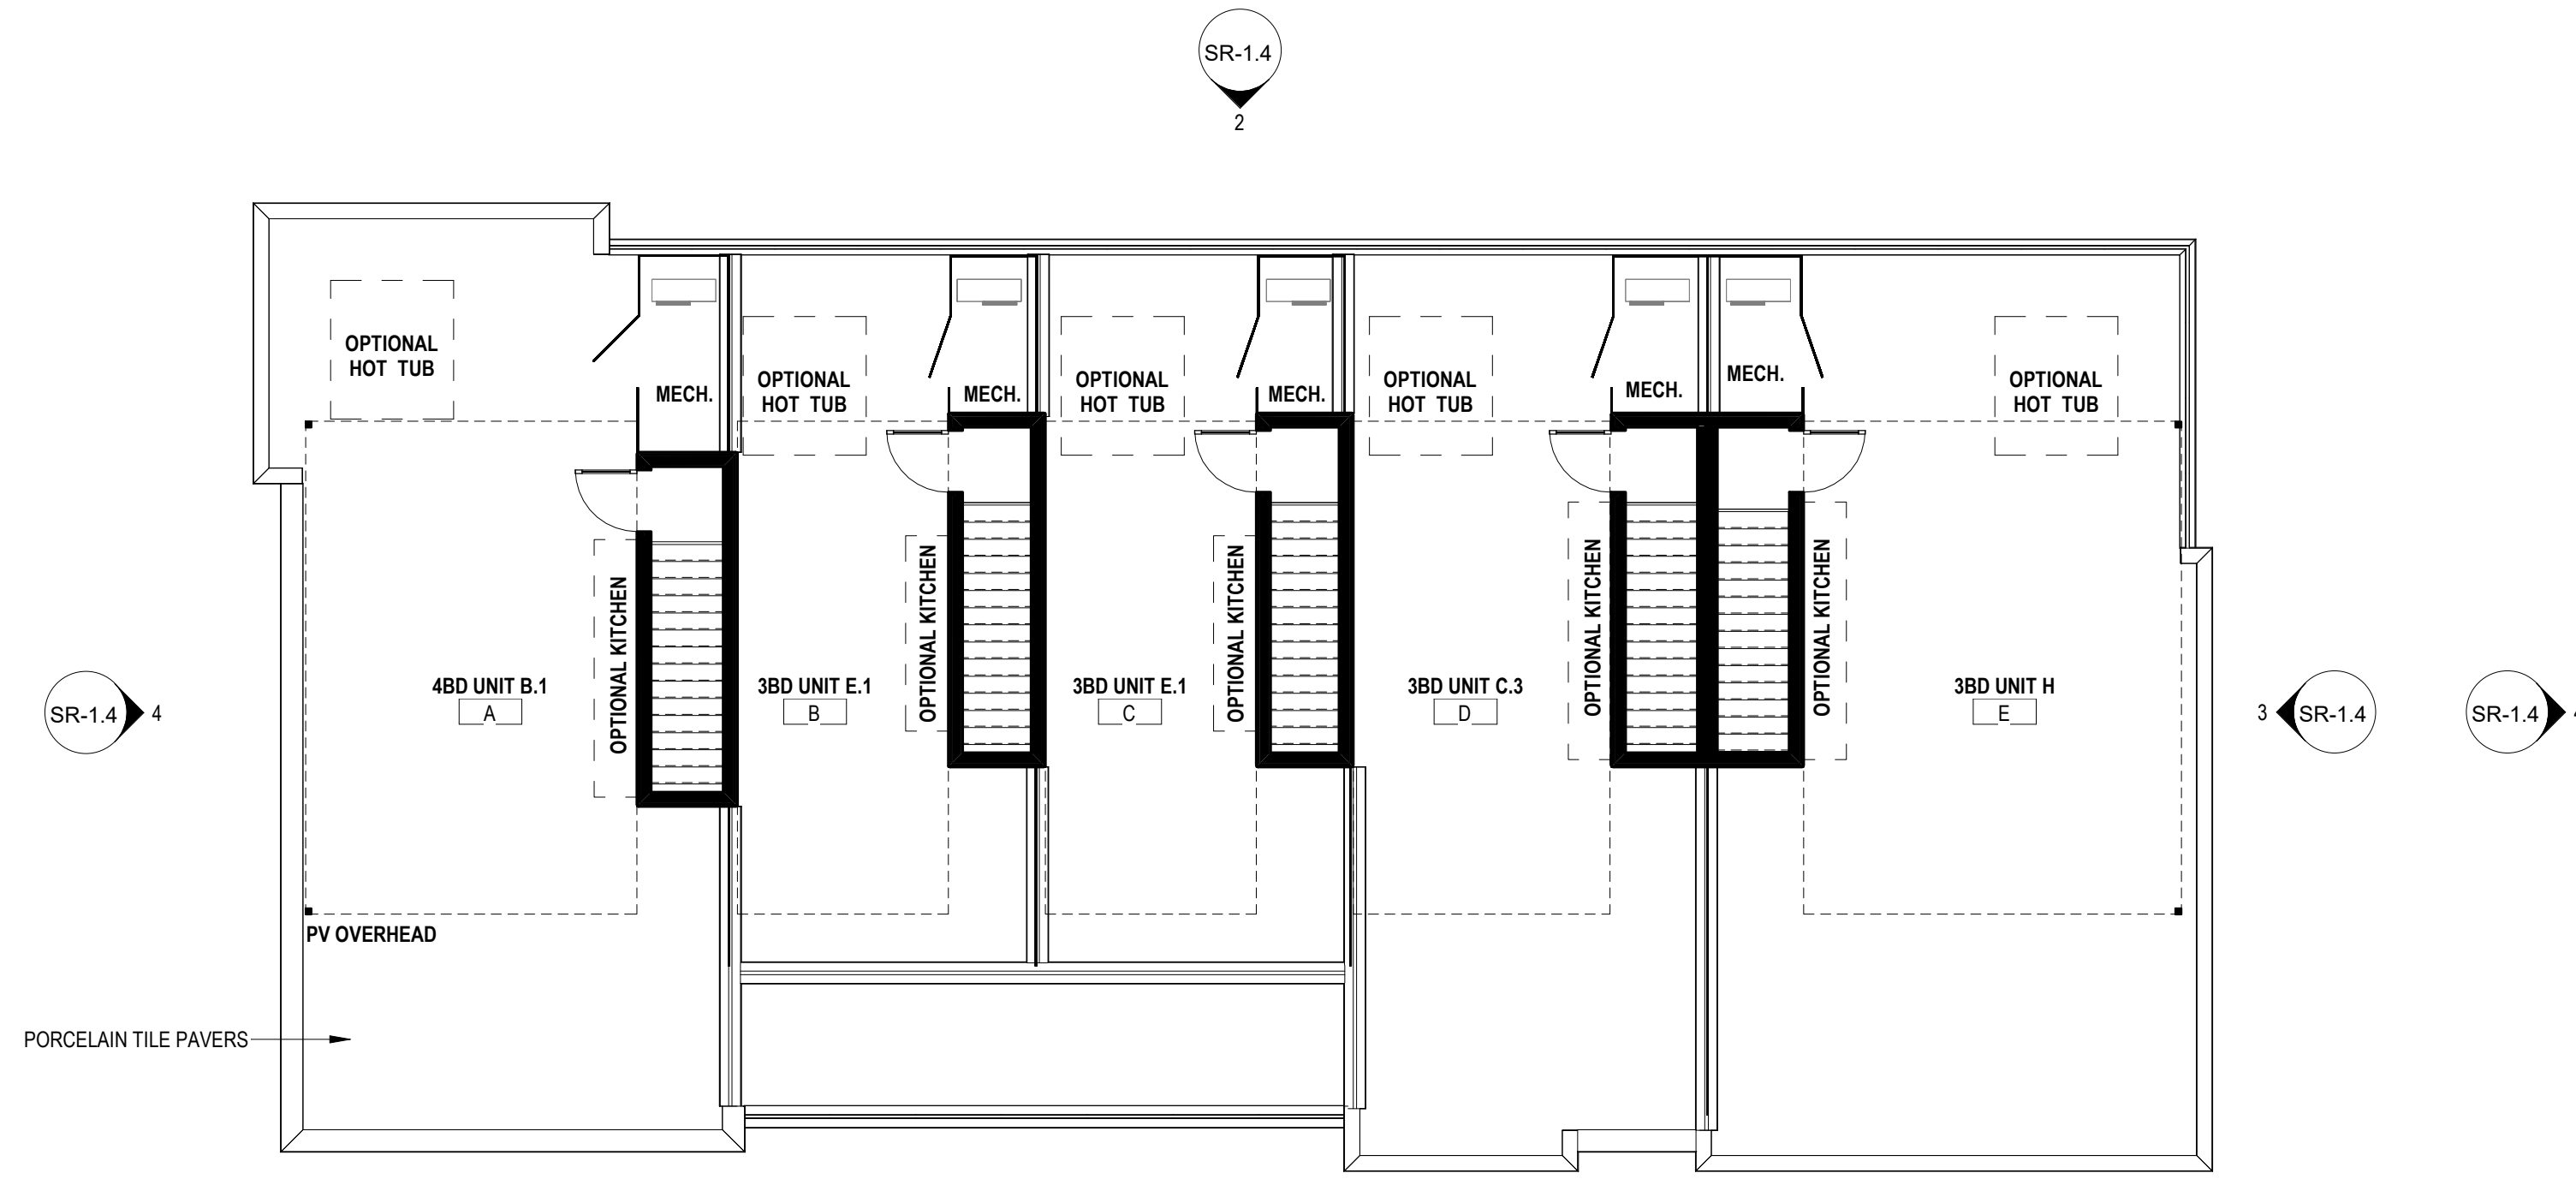 SR-1.4
2
OPTIONAL
HOT TUB
MECH.
OPTIONAL
HOT TUB
MECH.
OPTIONAL
HOT TUB
MECH.
OPTIONAL
HOT TUB
MECH.
MECH.
OPTIONAL
HOT TUB
OPTIONAL KITCHEN
OPTIONAL KITCHEN
OPTIONAL KITCHEN
OPTIONAL KITCHEN
OPTIONAL KITCHEN
SR-1.4
4
4BD UNIT B.1
A
3BD UNIT E.1
B
3BD UNIT E.1
C
3BD UNIT C.3
D
3BD UNIT H
E
3
SR-1.4
SR-1.4
PV OVERHEAD
PORCELAIN TILE PAVERS